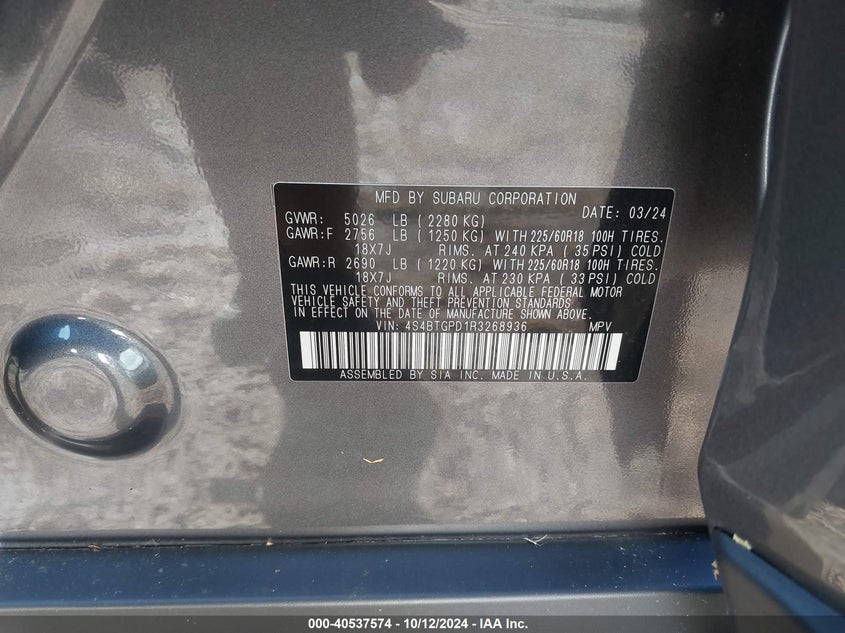 MFD BY SUBARU CORPORATION
DATE: 03/24
GVWR: 5026 LB ( 2280 KG)
GAWR:F 2756 LB ( 1250 KG) WITH 225/60R18 100H TIRES.
18X7J RIMS. AT 240 KPA ( 35 PSI) COLD
GAWR:R 2690 LB ( 1220 KG) WITH 225/60R18 100H TIRES.
18X7J RIMS. AT 230 KPA ( 33 PSI) COLD
THIS VEHICLE CONFORMS TO ALL APPLICABLE FEDERAL MOTOR
VEHICLE SAFETY AND THEFT PREVENTION STANDARDS
IN EFFECT ON THE DATE OF MANUFACTURE SHOWN ABOVE.
VIN: 4S4BTGPD1R3268936 MPV
ASSEMBLED BY SIA INC. MADE IN U.S.A.
000-40537574 - 10/12/2024 - IAA Inc.